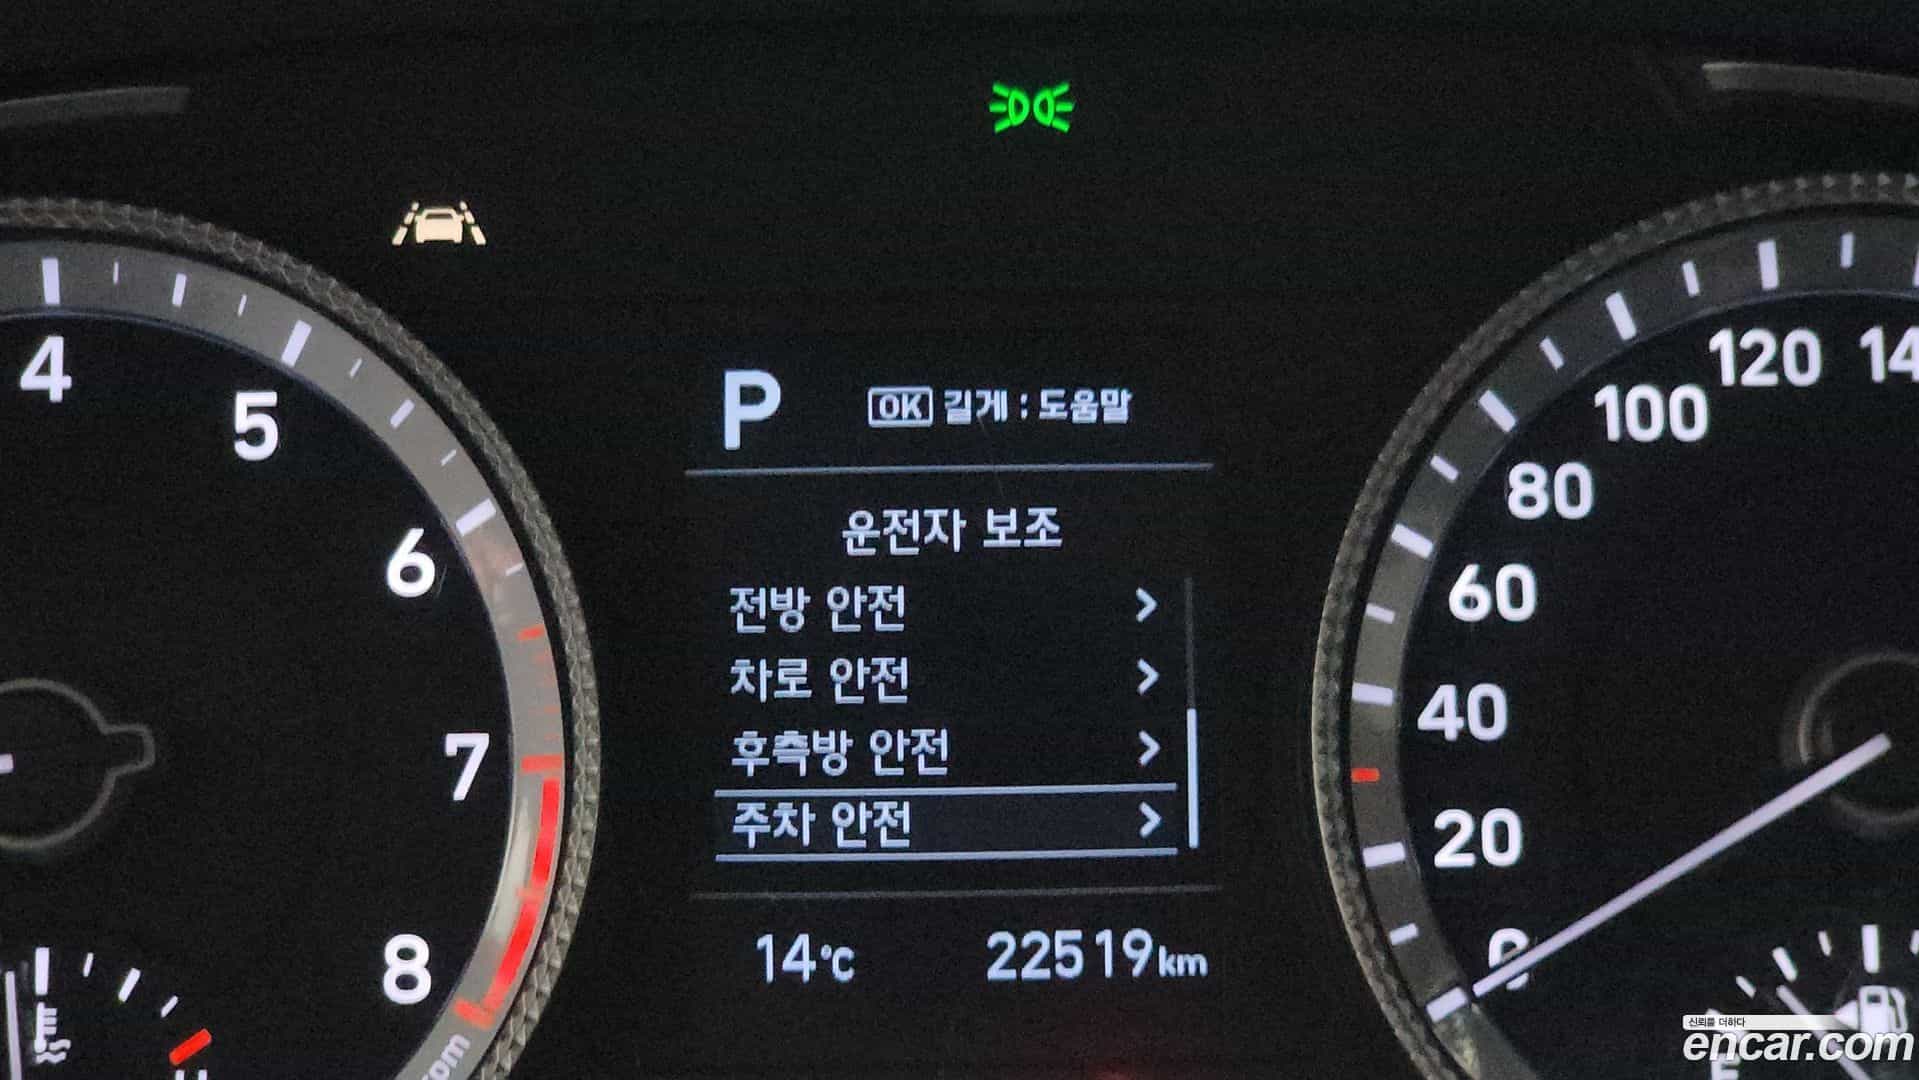 P
OK 길게 : 도움말
운전자 보조
전방 안전
차로 안전
후측방 안전
주차 안전
14°C
22519km
4
5
6
7
8
0
20
40
60
80
100
120
신뢰를 더하다
encar.com